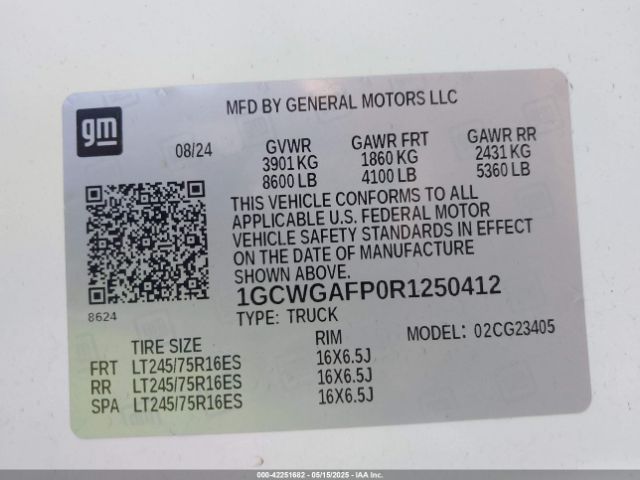 MFD BY GENERAL MOTORS LLC
gm
08/24
GVWR GAWR FRT GAWR RR
3901 KG 1860 KG 2431 KG
8600 LB 4100 LB 5360 LB
THIS VEHICLE CONFORMS TO ALL
APPLICABLE U.S. FEDERAL MOTOR
VEHICLE SAFETY STANDARDS IN EFFECT
ON THE DATE OF MANUFACTURE
SHOWN ABOVE.
1GCWGAFP0R1250412
8624
TYPE: TRUCK MODEL: 02CG23405
TIRE SIZE RIM
FRT LT245/75R16ES 16X6.5J
RR LT245/75R16ES 16X6.5J
SPA LT245/75R16ES 16X6.5J
000-42251682 - 05/15/2025 - IAA Inc.